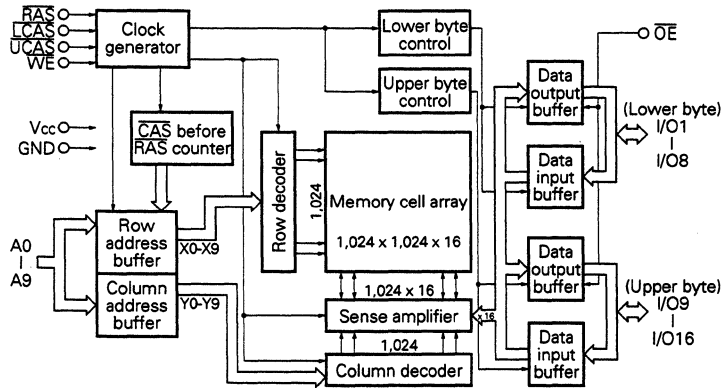 RAS
LCAS
UCAS
WE
Clock
generator
Lower byte
control
Upper byte
control
OE
Vcc
GND
CAS before
RAS counter
Row decoder
1,024
Memory cell array
1,024 x 1,024 x 16
Data
output
buffer
(Lower byte)
I/O1
I/O8
Data
input
buffer
A0
A9
Row
address
buffer
X0-X9
Column
address
buffer
Y0-Y9
1,024 x 16
Sense amplifier
x 16
1,024
Column decoder
Data
output
buffer
(Upper byte)
I/O9
I/O16
Data
input
buffer